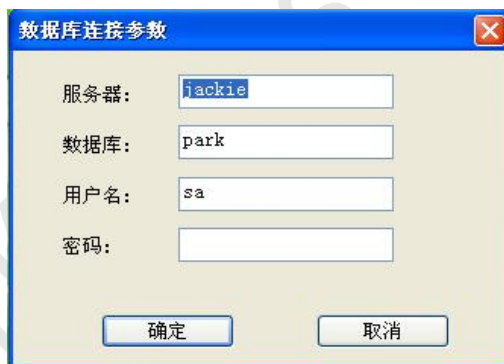 数据库连接参数
服务器： jackie
数据库： park
用户名： sa
密码：
确定 取消